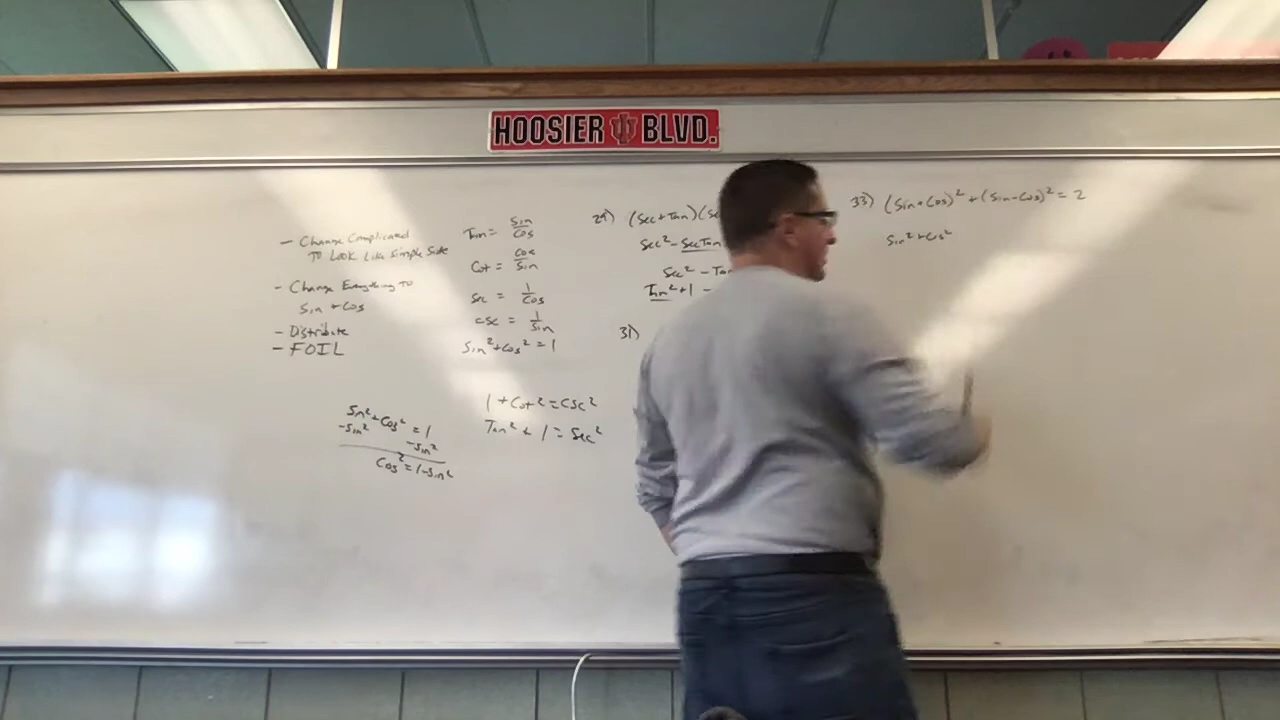 HOOSIER BLVD.
- Change Complicated
To Look Like Simple Side
- Change Everything to
Sin + Cos
- Distribute
- FOIL
Tan = Sin/Cos
Cot = Cos/Sin
Sec = 1/Cos
csc = 1/Sin
Sin² + Cos² = 1
Sin² + Cos² = 1
-Sin² -Sin²
Cos² = 1 - Sin²
1 + Cot² = Csc²
Tan² + 1 = Sec²
29) (Sec + Tan)(Se
Sec² - SecTan
Sec² - Tan
Tan² + 1 -
31)
33) (Sin + Cos)² + (Sin - Cos)² = 2
Sin² + Cos²